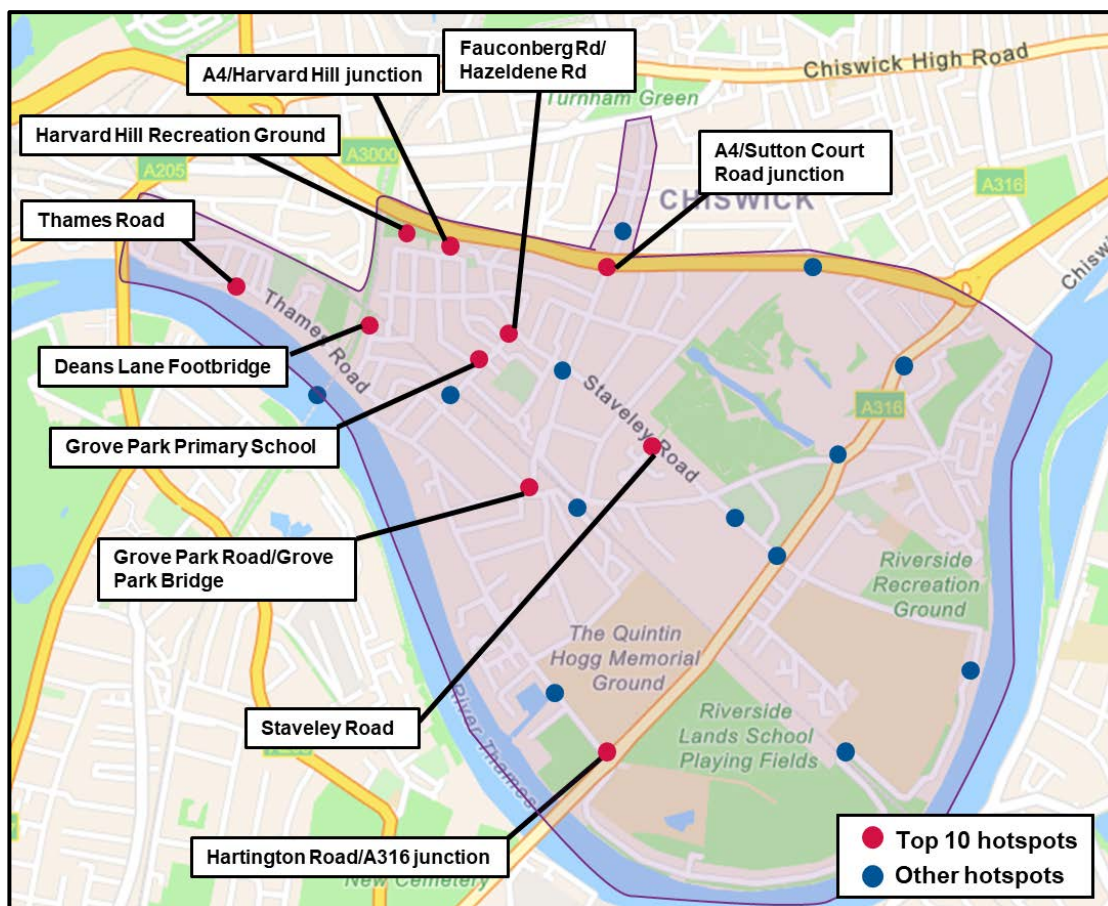 Fauconberg Rd/
Hazeldene Rd
A4/Harvard Hill junction
Chiswick High Road
Turnham Green
Harvard Hill Recreation Ground
A4/Sutton Court
Road junction
A205
A3000
A316
Thames Road
CHISWICK
Chisw
Thames Road
Deans Lane Footbridge
Staveley Road
A316
Grove Park Primary School
Grove Park Road/Grove
Park Bridge
Riverside
Recreation
Ground
The Quintin
Hogg Memorial
Ground
Staveley Road
River Thames
Riverside
Lands School
Playing Fields
Hartington Road/A316 junction
New Cemetery
Top 10 hotspots
Other hotspots